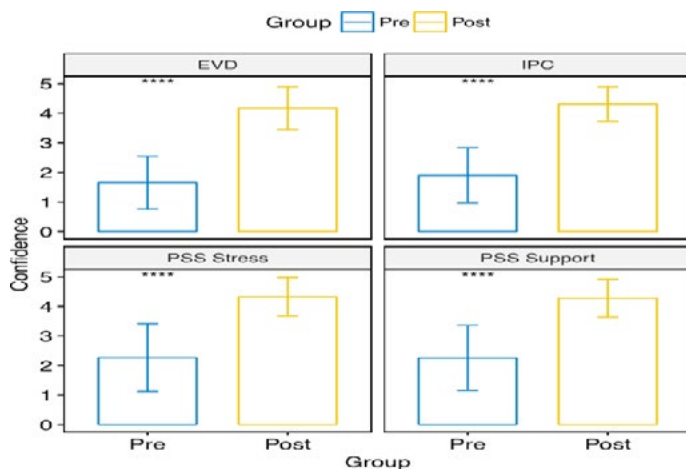 Group Pre Post
EVD IPC
**** ****
5
4
3
2
1
0
PSS Stress PSS Support
**** ****
5
4
3
2
1
0
Confidence
Pre Post Pre Post
Group